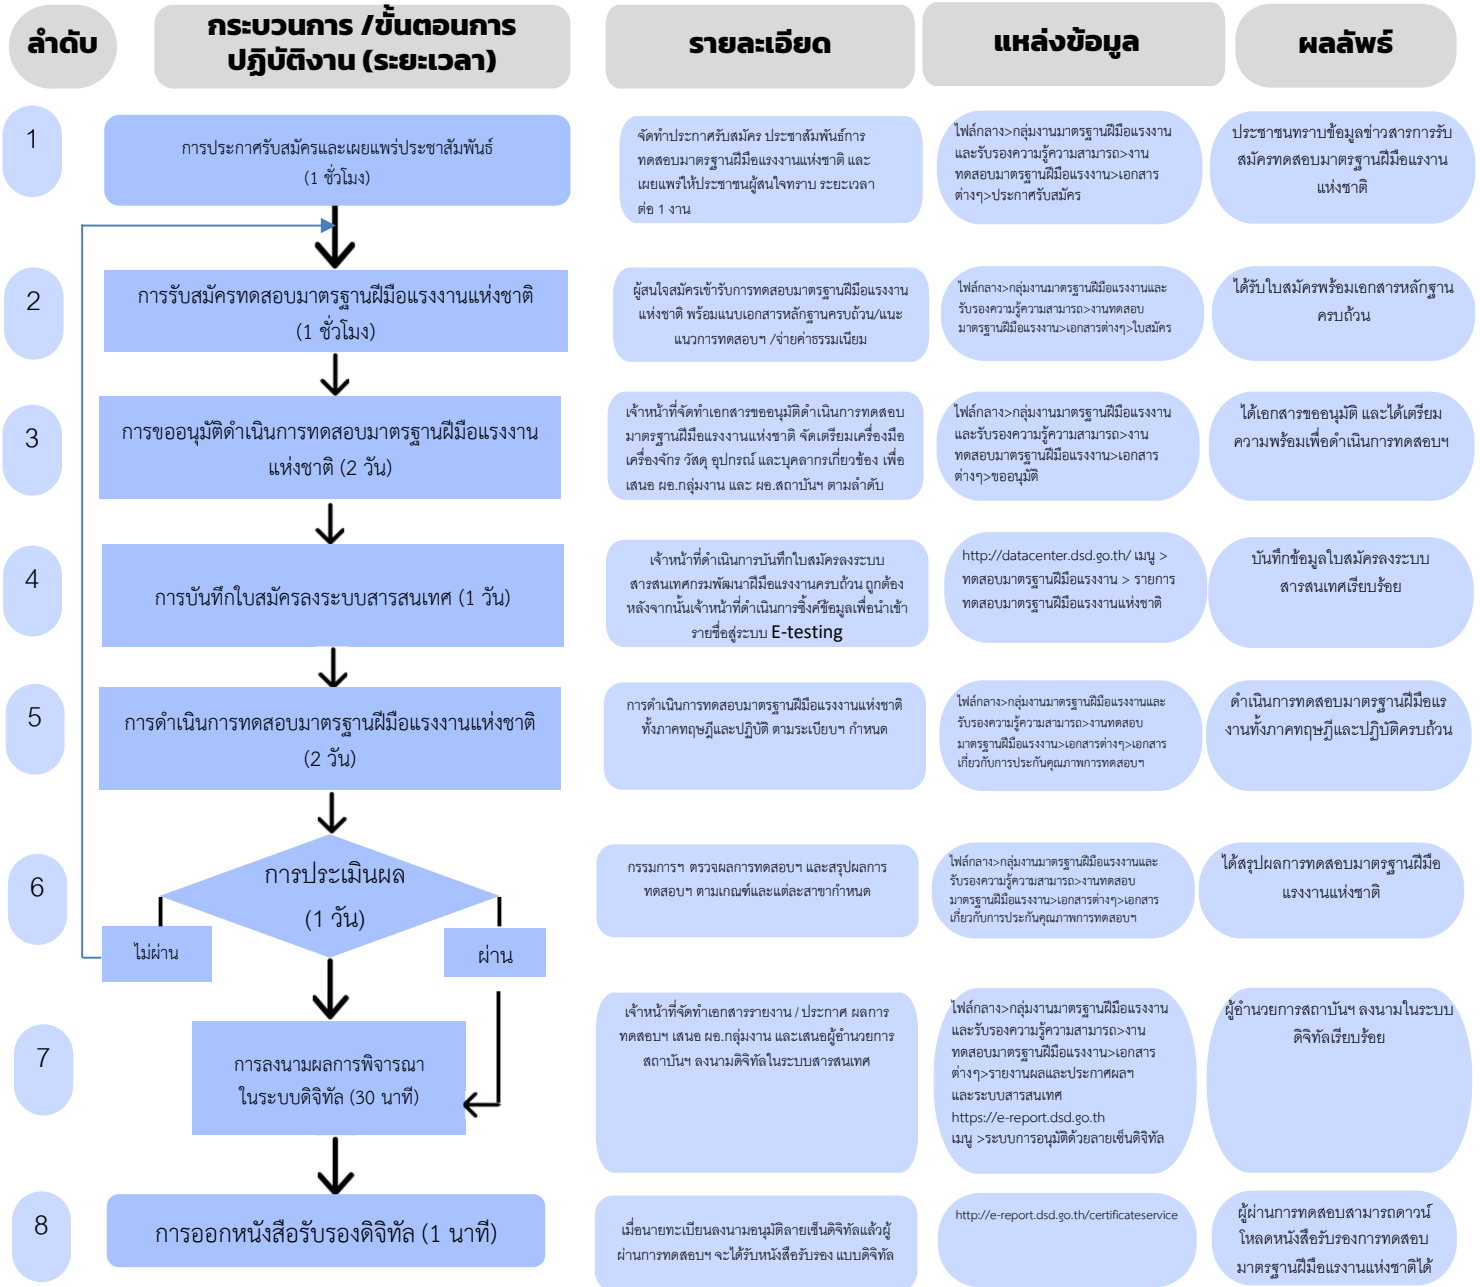 ลำดับ
กระบวนการ /ขั้นตอนการ
ปฏิบัติงาน (ระยะเวลา)
รายละเอียด
แหล่งข้อมูล
ผลลัพธ์
1
การประกาศรับสมัครและเผยแพร่ประชาสัมพันธ์
(1 ชั่วโมง)
จัดทำประกาศรับสมัคร ประชาสัมพันธ์การ
ทดสอบมาตรฐานฝีมือแรงงานแห่งชาติ และ
เผยแพร่ให้ประชาชนผู้สนใจทราบ ระยะเวลา
ต่อ 1 งาน
ไฟล์กลาง>กลุ่มงานมาตรฐานฝีมือแรงงาน
และรับรองความรู้ความสามารถ>งาน
ทดสอบมาตรฐานฝีมือแรงงาน>เอกสาร
ต่างๆ>ประกาศรับสมัคร
ประชาชนทราบข้อมูลข่าวสารการรับ
สมัครทดสอบมาตรฐานฝีมือแรงงาน
แห่งชาติ
2
การรับสมัครทดสอบมาตรฐานฝีมือแรงงานแห่งชาติ
(1 ชั่วโมง)
ผู้สนใจสมัครเข้ารับการทดสอบมาตรฐานฝีมือแรงงาน
แห่งชาติ พร้อมแนบเอกสารหลักฐานครบถ้วน/แนะ
แนวการทดสอบฯ /จ่ายค่าธรรมเนียม
ไฟล์กลาง>กลุ่มงานมาตรฐานฝีมือแรงงานและ
รับรองความรู้ความสามารถ>งานทดสอบ
มาตรฐานฝีมือแรงงาน>เอกสารต่างๆ>ใบสมัคร
ได้รับใบสมัครพร้อมเอกสารหลักฐาน
ครบถ้วน
3
การขออนุมัติดำเนินการทดสอบมาตรฐานฝีมือแรงงาน
แห่งชาติ (2 วัน)
เจ้าหน้าที่จัดทำเอกสารขออนุมัติดำเนินการทดสอบ
มาตรฐานฝีมือแรงงานแห่งชาติ จัดเตรียมเครื่องมือ
เครื่องจักร วัสดุ อุปกรณ์ และบุคลากรเกี่ยวข้อง เพื่อ
เสนอ ผอ.กลุ่มงาน และ ผอ.สถาบันฯ ตามลำดับ
ไฟล์กลาง>กลุ่มงานมาตรฐานฝีมือแรงงาน
และรับรองความรู้ความสามารถ>งาน
ทดสอบมาตรฐานฝีมือแรงงาน>เอกสาร
ต่างๆ>ขออนุมัติ
ได้เอกสารขออนุมัติ และได้เตรียม
ความพร้อมเพื่อดำเนินการทดสอบฯ
4
การบันทึกใบสมัครลงระบบสารสนเทศ (1 วัน)
เจ้าหน้าที่ดำเนินการบันทึกใบสมัครลงระบบ
สารสนเทศกรมพัฒนาฝีมือแรงงานครบถ้วน ถูกต้อง
หลังจากนั้นเจ้าหน้าที่ดำเนินการซิ้งค์ข้อมูลเพื่อนำเข้า
รายชื่อสู่ระบบ E-testing
http://datacenter.dsd.go.th/ เมนู >
ทดสอบมาตรฐานฝีมือแรงงาน > รายการ
ทดสอบมาตรฐานฝีมือแรงงานแห่งชาติ
บันทึกข้อมูลใบสมัครลงระบบ
สารสนเทศเรียบร้อย
5
การดำเนินการทดสอบมาตรฐานฝีมือแรงงานแห่งชาติ
(2 วัน)
การดำเนินการทดสอบมาตรฐานฝีมือแรงงานแห่งชาติ
ทั้งภาคทฤษฎีและปฏิบัติ ตามระเบียบฯ กำหนด
ไฟล์กลาง>กลุ่มงานมาตรฐานฝีมือแรงงานและ
รับรองความรู้ความสามารถ>งานทดสอบ
มาตรฐานฝีมือแรงงาน>เอกสารต่างๆ>เอกสาร
เกี่ยวกับการประกันคุณภาพการทดสอบฯ
ดำเนินการทดสอบมาตรฐานฝีมือแร
งานทั้งภาคทฤษฎีและปฏิบัติครบถ้วน
6
การประเมินผล
(1 วัน)
ไม่ผ่าน
ผ่าน
กรรมการฯ ตรวจผลการทดสอบฯ และสรุปผลการ
ทดสอบฯ ตามเกณฑ์และแต่ละสาขากำหนด
ไฟล์กลาง>กลุ่มงานมาตรฐานฝีมือแรงงานและ
รับรองความรู้ความสามารถ>งานทดสอบ
มาตรฐานฝีมือแรงงาน>เอกสารต่างๆ>เอกสาร
เกี่ยวกับการประกันคุณภาพการทดสอบฯ
ได้สรุปผลการทดสอบมาตรฐานฝีมือ
แรงงานแห่งชาติ
7
การลงนามผลการพิจารณา
ในระบบดิจิทัล (30 นาที)
เจ้าหน้าที่จัดทำเอกสารรายงาน / ประกาศ ผลการ
ทดสอบฯ เสนอ ผอ.กลุ่มงาน และเสนอผู้อำนวยการ
สถาบันฯ ลงนามดิจิทัลในระบบสารสนเทศ
ไฟล์กลาง>กลุ่มงานมาตรฐานฝีมือแรงงาน
และรับรองความรู้ความสามารถ>งาน
ทดสอบมาตรฐานฝีมือแรงงาน>เอกสาร
ต่างๆ>รายงานผลและประกาศผลฯ
และระบบสารสนเทศ
https://e-report.dsd.go.th
เมนู >ระบบการอนุมัติด้วยลายเซ็นดิจิทัล
ผู้อำนวยการสถาบันฯ ลงนามในระบบ
ดิจิทัลเรียบร้อย
8
การออกหนังสือรับรองดิจิทัล (1 นาที)
เมื่อนายทะเบียนลงนามอนุมัติลายเซ็นดิจิทัลแล้วผู้
ผ่านการทดสอบฯ จะได้รับหนังสือรับรอง แบบดิจิทัล
http://e-report.dsd.go.th/certificateservice
ผู้ผ่านการทดสอบสามารถดาวน์
โหลดหนังสือรับรองการทดสอบ
มาตรฐานฝีมือแรงานแห่งชาติได้